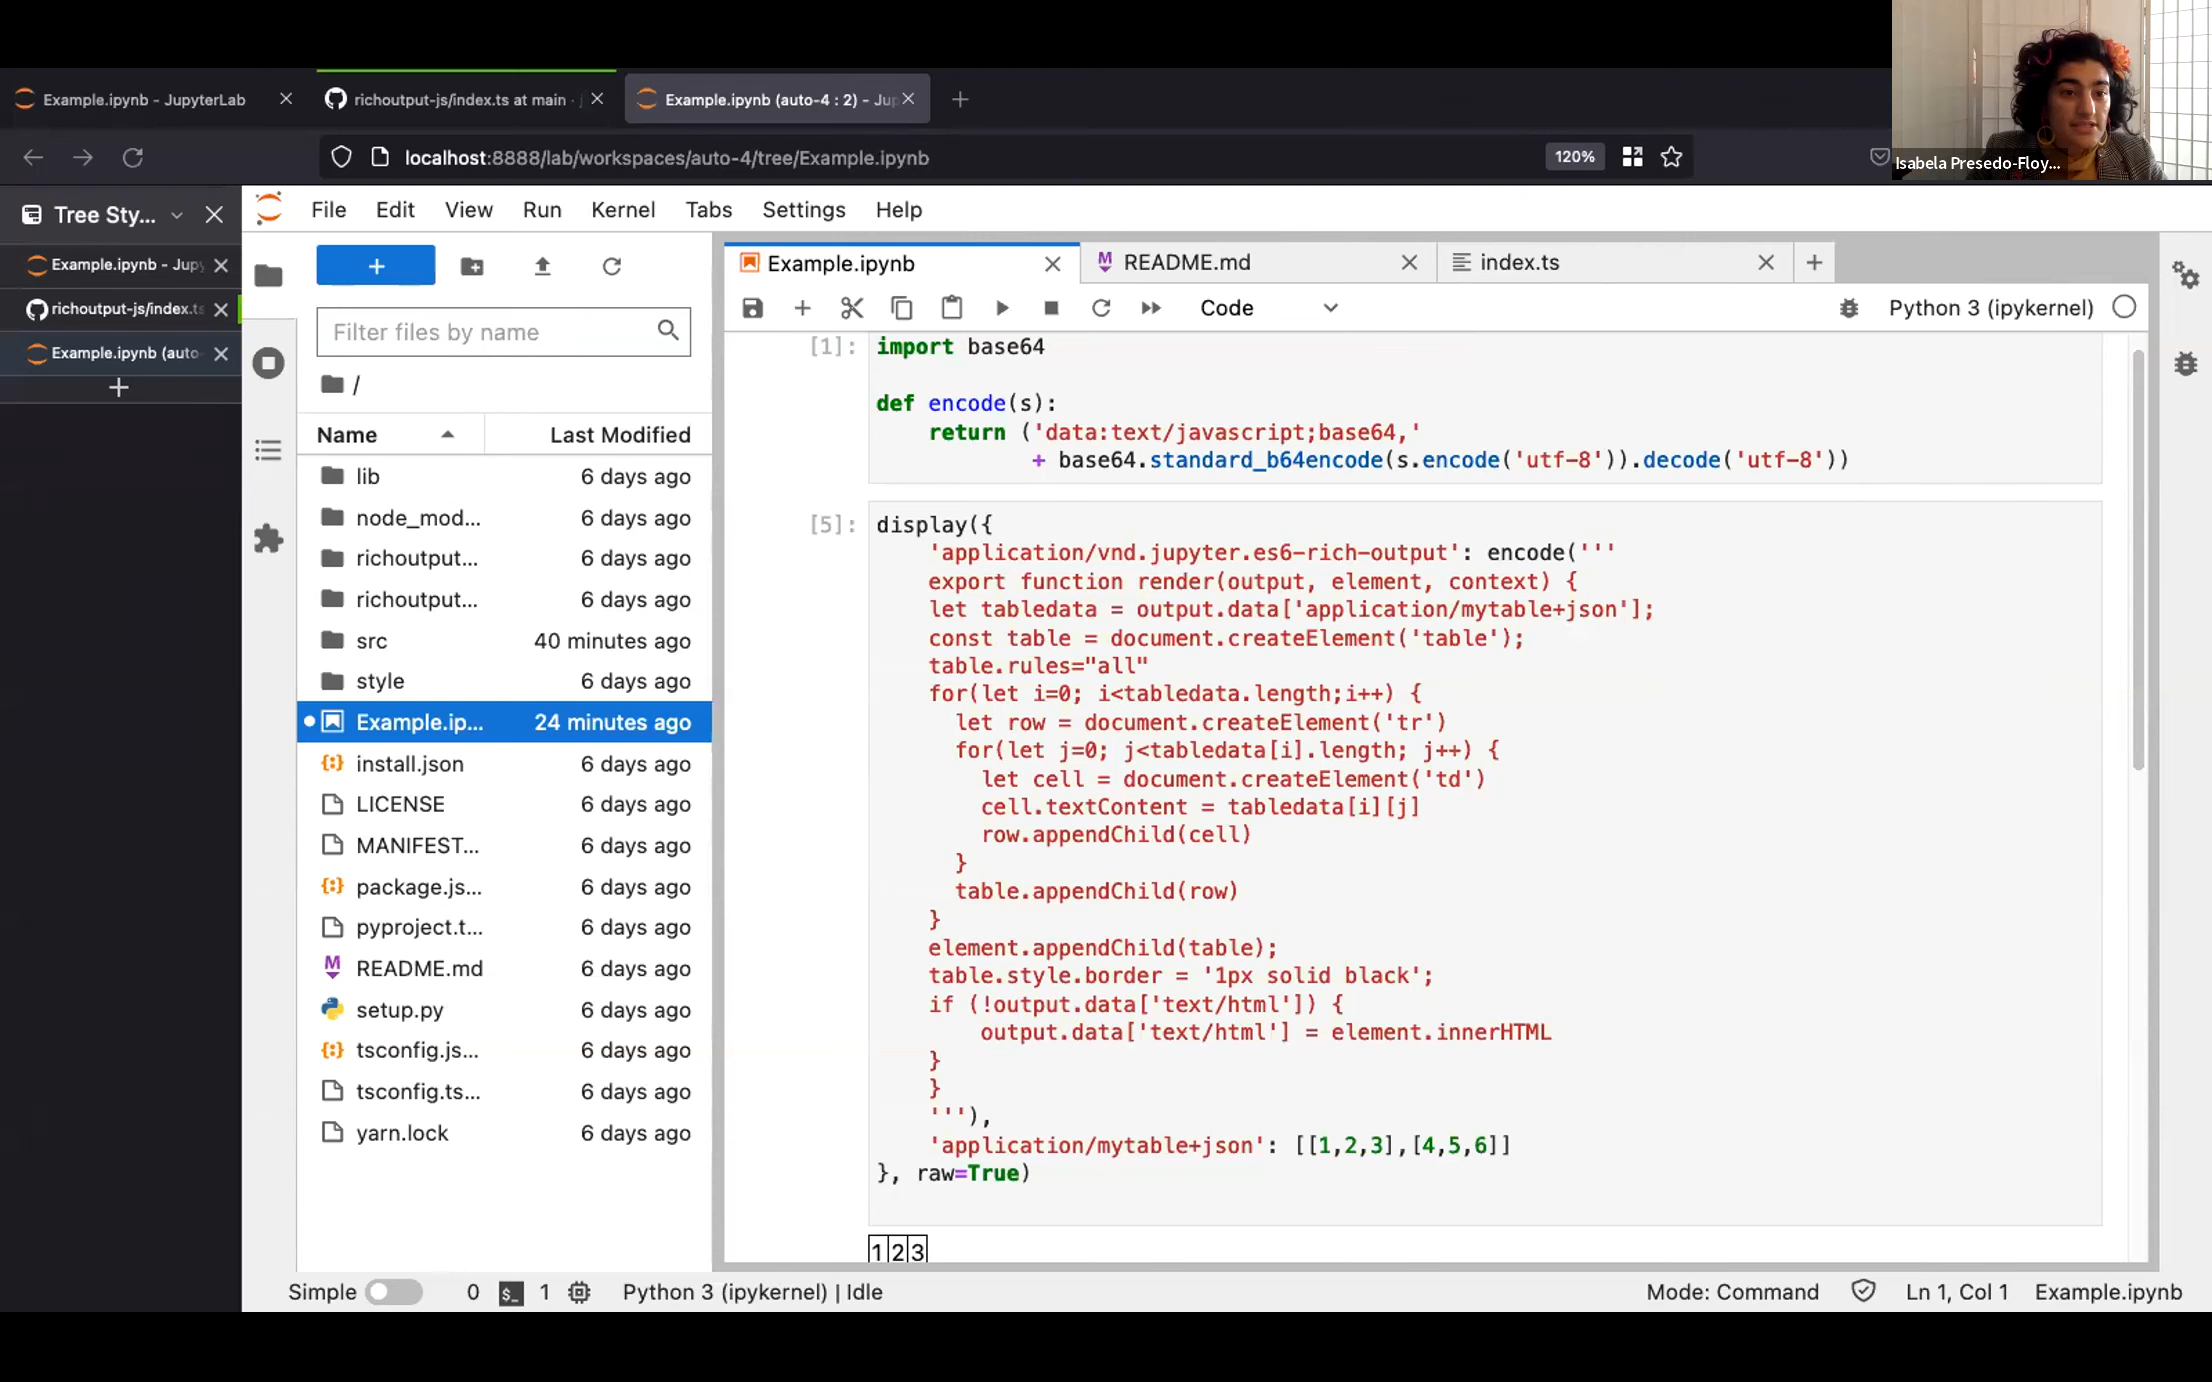 Example.ipynb - JupyterLab
richoutput-js/index.ts at main ·
Example.ipynb (auto-4 : 2) - Jup
localhost:8888/lab/workspaces/auto-4/tree/Example.ipynb
120%
Isabela Presedo-Floy...
Tree Sty...
Example.ipynb - Jupy
richoutput-js/index.ts
Example.ipynb (auto-
File Edit View Run Kernel Tabs Settings Help
Filter files by name
/
Name Last Modified
lib 6 days ago
node_mod... 6 days ago
richoutput... 6 days ago
richoutput... 6 days ago
src 40 minutes ago
style 6 days ago
Example.ip... 24 minutes ago
install.json 6 days ago
LICENSE 6 days ago
MANIFEST... 6 days ago
package.js... 6 days ago
pyproject.t... 6 days ago
README.md 6 days ago
setup.py 6 days ago
tsconfig.js... 6 days ago
tsconfig.ts... 6 days ago
yarn.lock 6 days ago
Example.ipynb README.md index.ts
Code
Python 3 (ipykernel)
[1]: import base64
def encode(s):
return ('data:text/javascript;base64,'
+ base64.standard_b64encode(s.encode('utf-8')).decode('utf-8'))
[5]: display({
'application/vnd.jupyter.es6-rich-output': encode('''
export function render(output, element, context) {
let tabledata = output.data['application/mytable+json'];
const table = document.createElement('table');
table.rules="all"
for(let i=0; i<tabledata.length;i++) {
let row = document.createElement('tr')
for(let j=0; j<tabledata[i].length; j++) {
let cell = document.createElement('td')
cell.textContent = tabledata[i][j]
row.appendChild(cell)
}
table.appendChild(row)
}
element.appendChild(table);
table.style.border = '1px solid black';
if (!output.data['text/html']) {
output.data['text/html'] = element.innerHTML
}
}
'''),
'application/mytable+json': [[1,2,3],[4,5,6]]
}, raw=True)
1 2 3
Simple 0 1 Python 3 (ipykernel) | Idle
Mode: Command Ln 1, Col 1 Example.ipynb